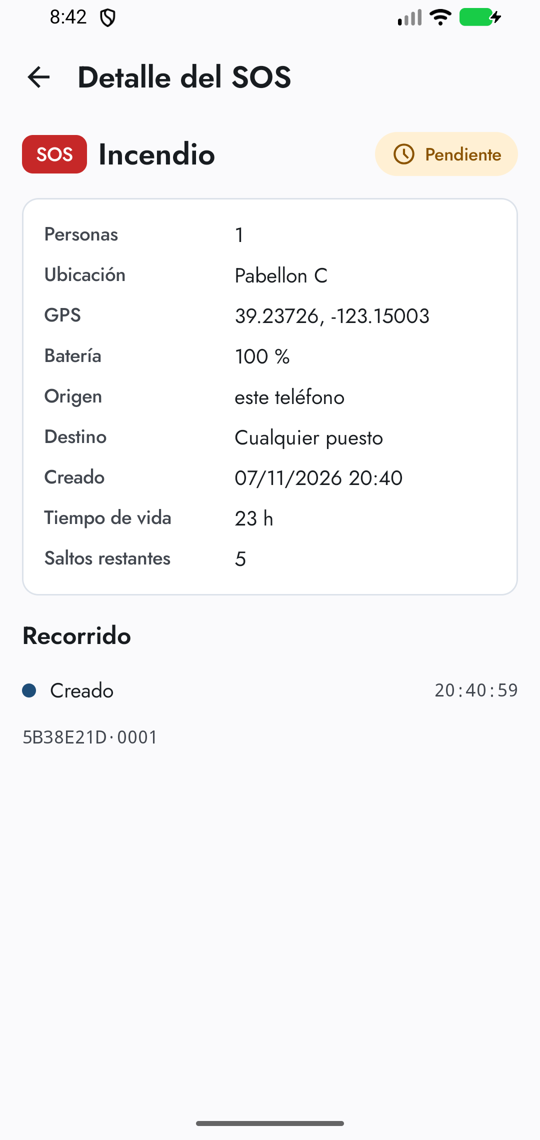 8:42
Detalle del SOS
SOS Incendio Pendiente
Personas 1
Ubicación Pabellon C
GPS 39.23726, -123.15003
Batería 100 %
Origen este teléfono
Destino Cualquier puesto
Creado 07/11/2026 20:40
Tiempo de vida 23 h
Saltos restantes 5
Recorrido
Creado 20:40:59
5B38E21D·0001